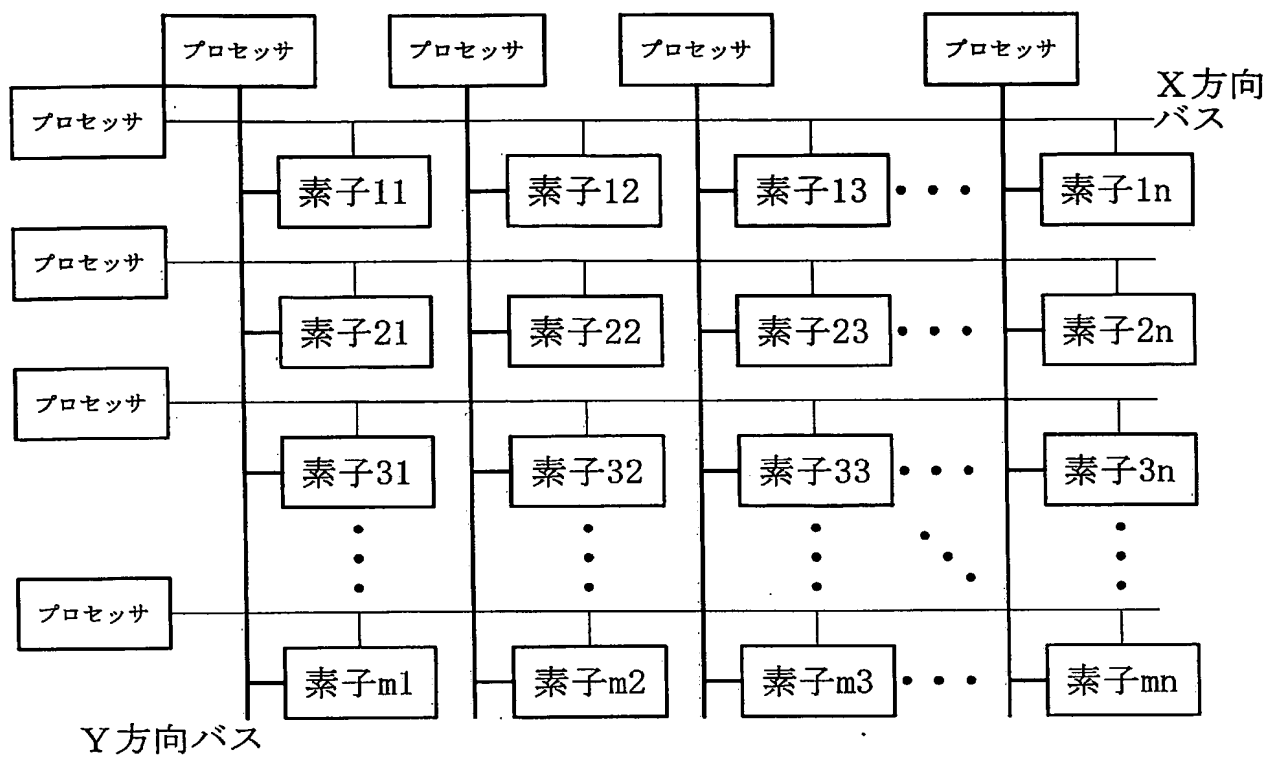 プロセッサ プロセッサ プロセッサ プロセッサ
X方向
バス
プロセッサ
素子11 素子12 素子13 ・・・ 素子1n
プロセッサ
素子21 素子22 素子23 ・・・ 素子2n
プロセッサ
素子31 素子32 素子33 ・・・ 素子3n
プロセッサ
素子m1 素子m2 素子m3 ・・・ 素子mn
Y方向バス